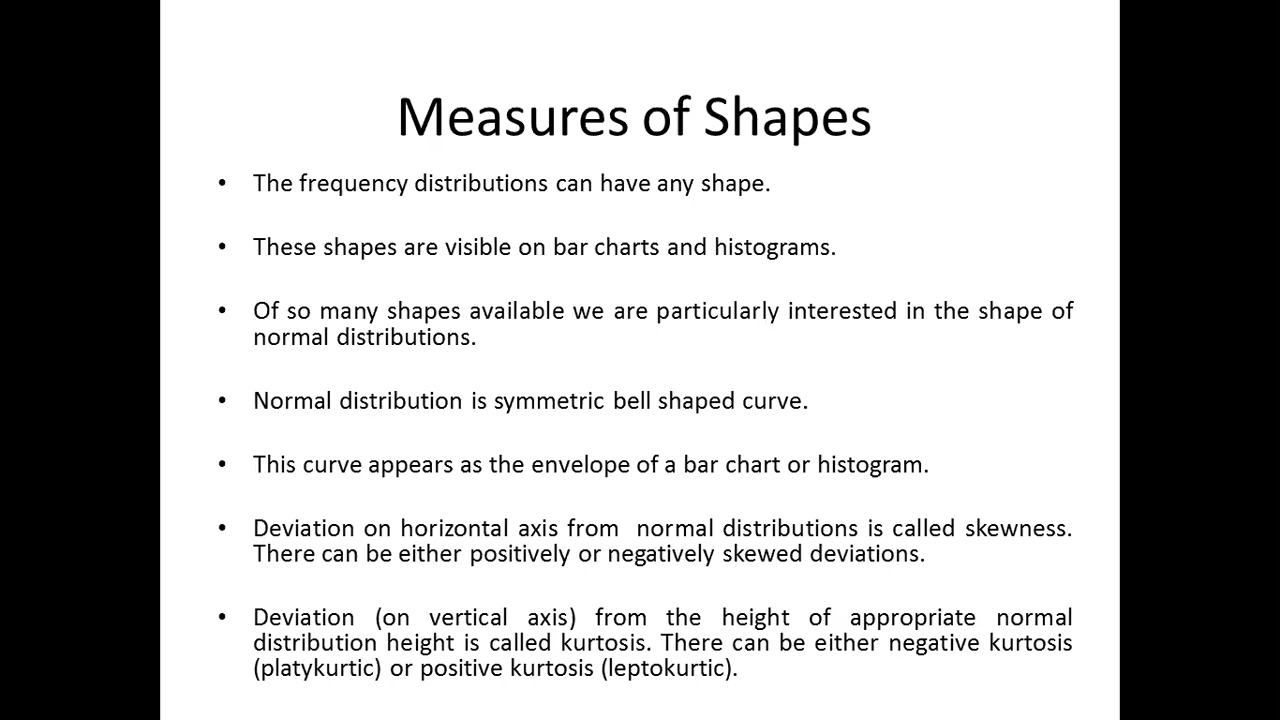 Measures of Shapes
• The frequency distributions can have any shape.
• These shapes are visible on bar charts and histograms.
• Of so many shapes available we are particularly interested in the shape of
normal distributions.
• Normal distribution is symmetric bell shaped curve.
• This curve appears as the envelope of a bar chart or histogram.
• Deviation on horizontal axis from  normal distributions is called skewness.
There can be either positively or negatively skewed deviations.
• Deviation (on vertical axis) from the height of appropriate normal
distribution height is called kurtosis. There can be either negative kurtosis
(platykurtic) or positive kurtosis (leptokurtic).